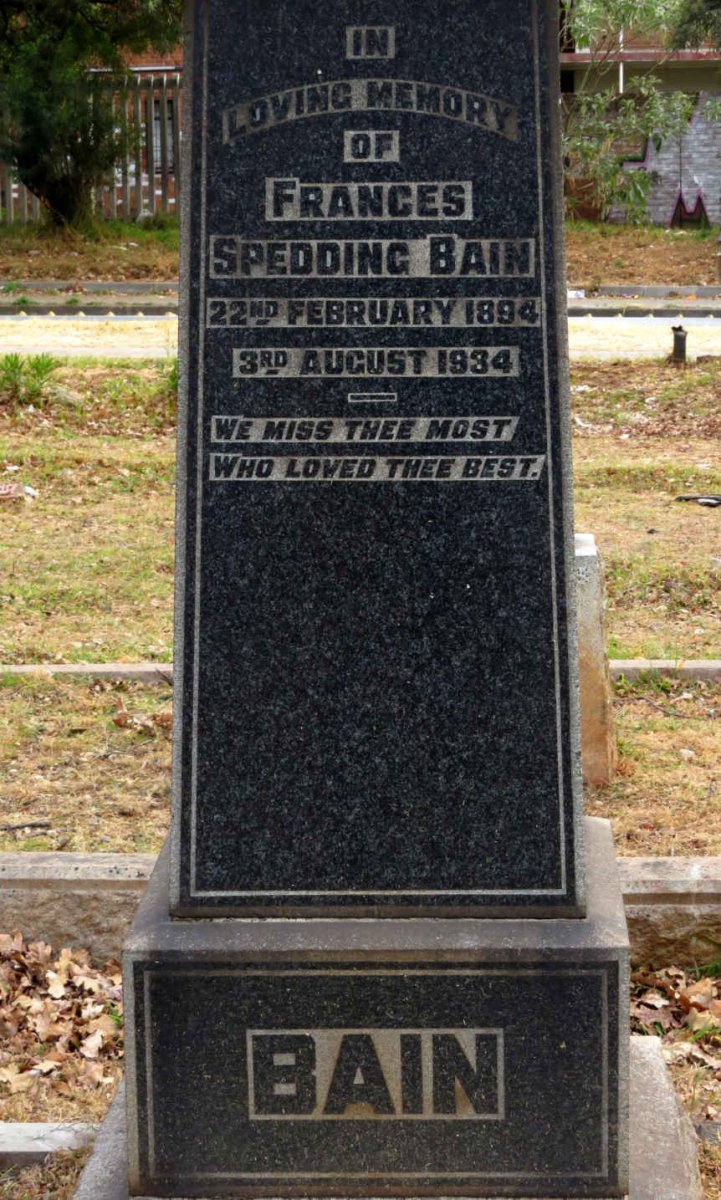 IN
LOVING MEMORY
OF
FRANCES
SPEDDING BAIN
22ND FEBRUARY 1894
3RD AUGUST 1934
WE MISS THEE MOST
WHO LOVED THEE BEST.
BAIN